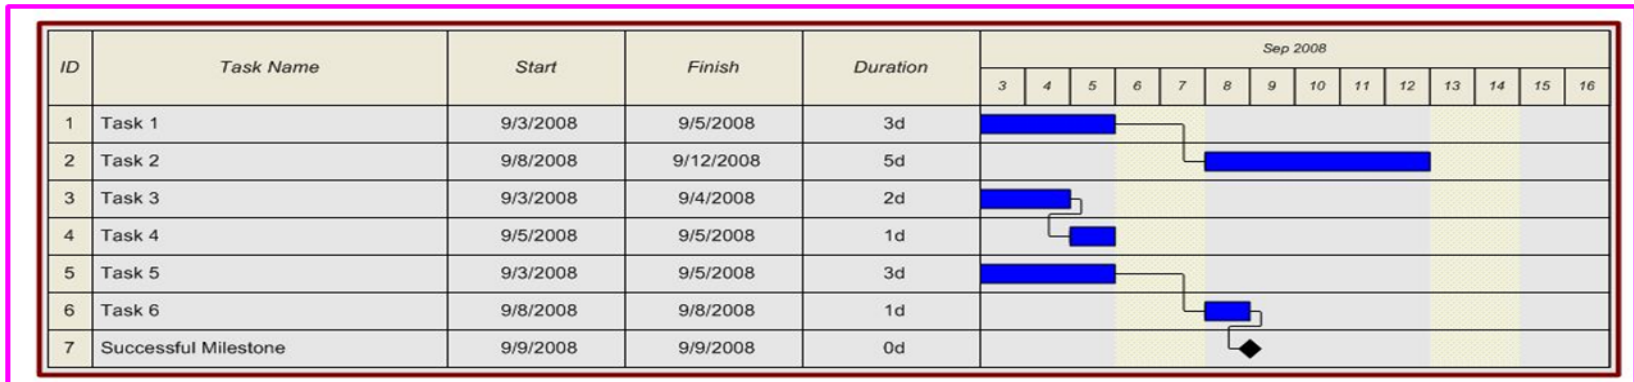 ID Task Name Start Finish Duration Sep 2008
3 4 5 6 7 8 9 10 11 12 13 14 15 16
1 Task 1 9/3/2008 9/5/2008 3d
2 Task 2 9/8/2008 9/12/2008 5d
3 Task 3 9/3/2008 9/4/2008 2d
4 Task 4 9/5/2008 9/5/2008 1d
5 Task 5 9/3/2008 9/5/2008 3d
6 Task 6 9/8/2008 9/8/2008 1d
7 Successful Milestone 9/9/2008 9/9/2008 0d